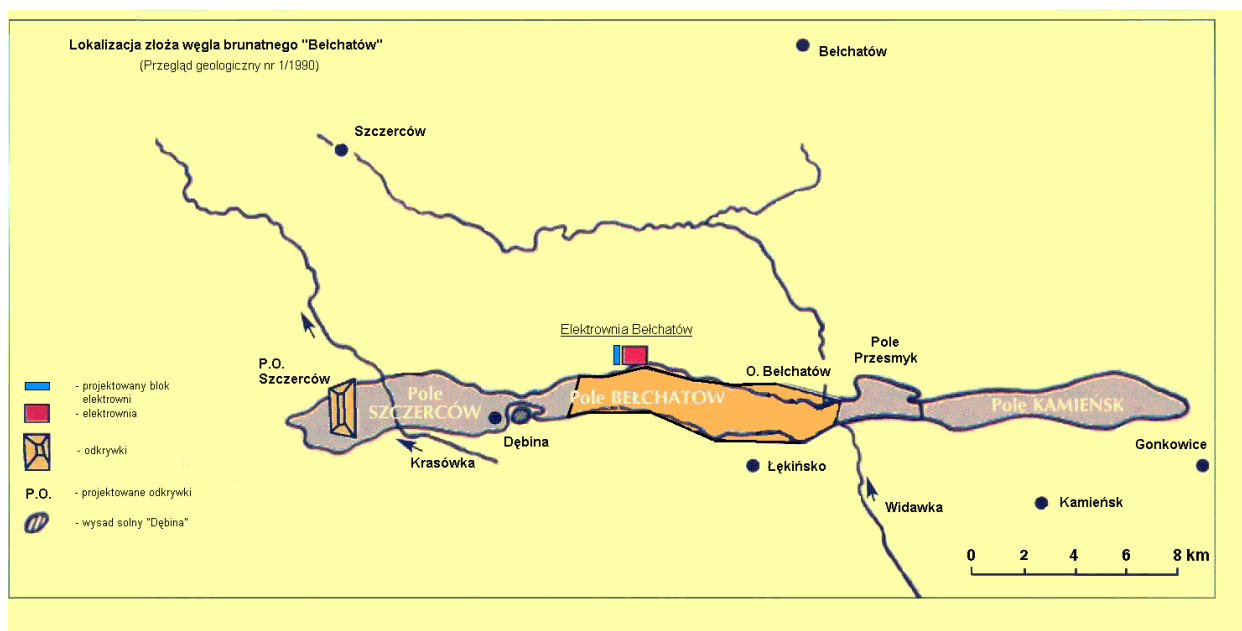 Lokalizacja złoża węgla brunatnego "Bełchatów"
(Przegląd geologiczny nr 1/1990)
Bełchatów
Szczerców
Elektrownia Bełchatów
Pole
Przesmyk
P.O.
Szczerców
O. Bełchatów
Pole
SZCZERCÓW
Pole BEŁCHATOW
Pole KAMIEŃSK
Dębina
Krasówka
Łękińsko
Gonkowice
Kamieńsk
Widawka
- projektowany blok
elektrowni
- elektrownia
- odkrywki
P.O. - projektowane odkrywki
- wysad solny "Dębina"
0 2 4 6 8 km